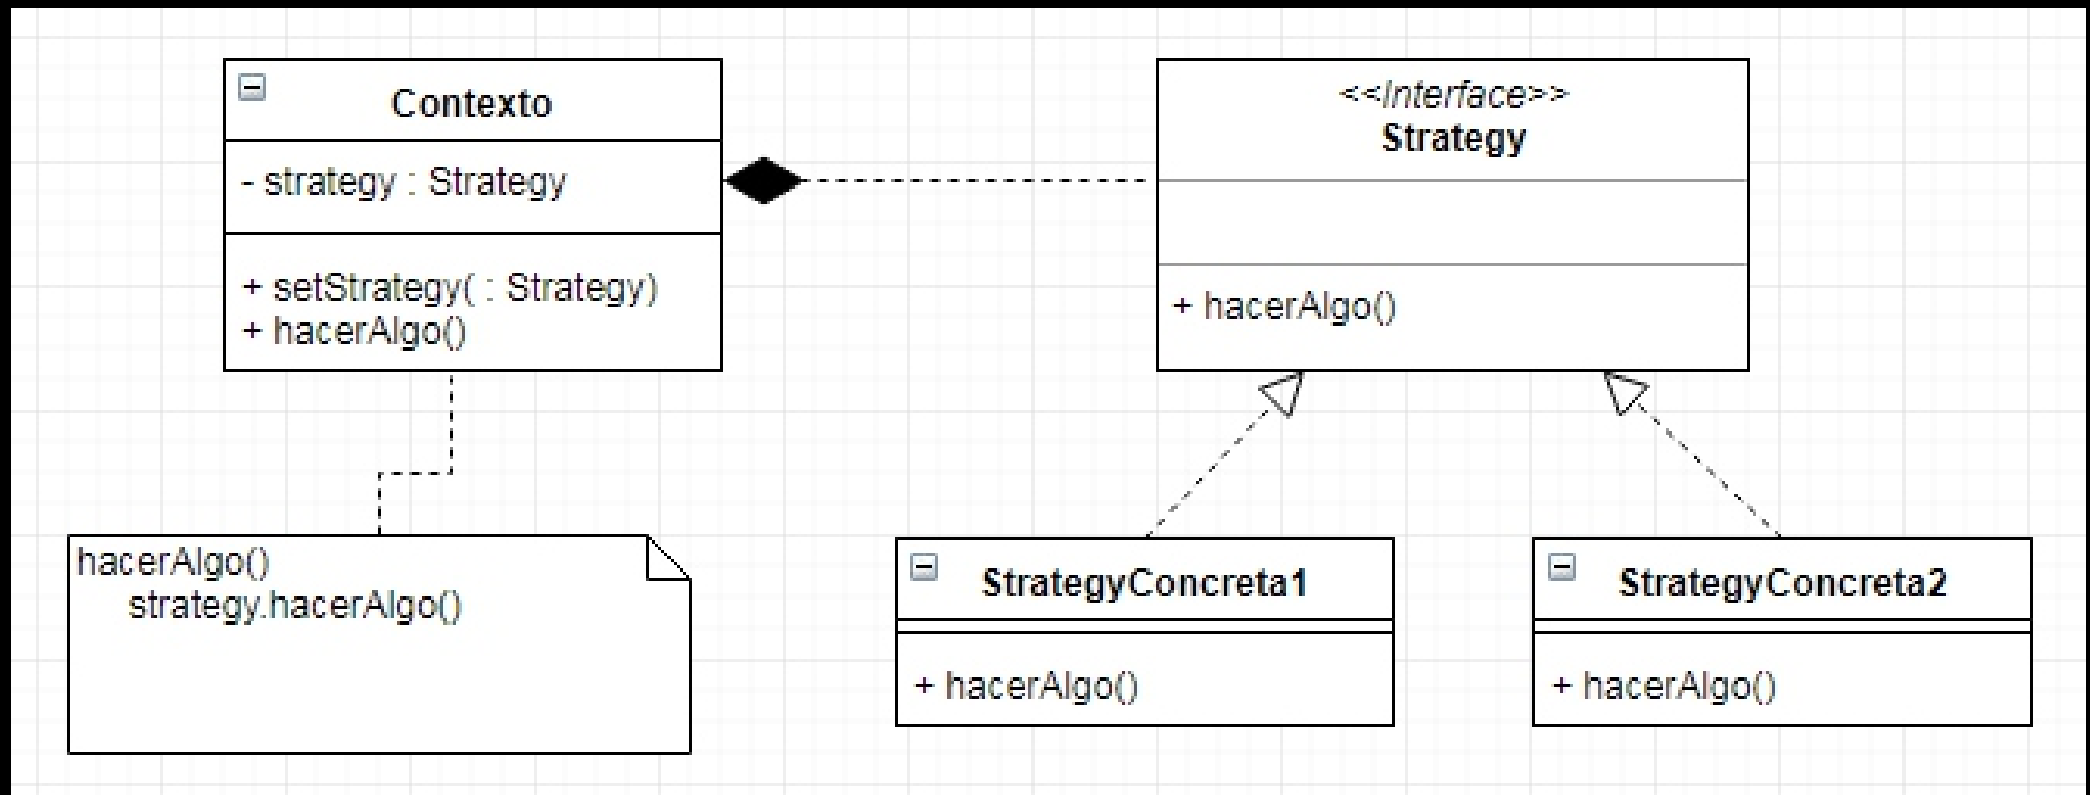 Contexto
- strategy : Strategy
+ setStrategy( : Strategy)
+ hacerAlgo()
<<Interface>>
Strategy
+ hacerAlgo()
hacerAlgo()
strategy.hacerAlgo()
StrategyConcreta1
+ hacerAlgo()
StrategyConcreta2
+ hacerAlgo()